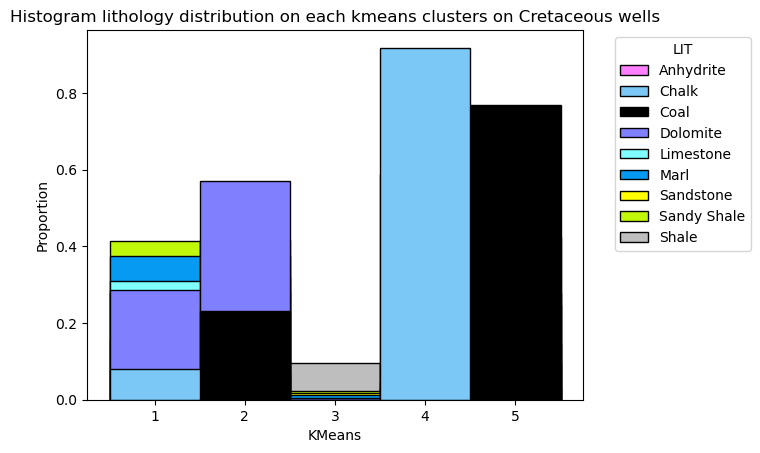 Histogram lithology distribution on each kmeans clusters on Cretaceous wells
LIT
Anhydrite
Chalk
Coal
Dolomite
Limestone
Marl
Sandstone
Sandy Shale
Shale
Proportion
0.8
0.6
0.4
0.2
0.0
1 2 3 4 5
KMeans